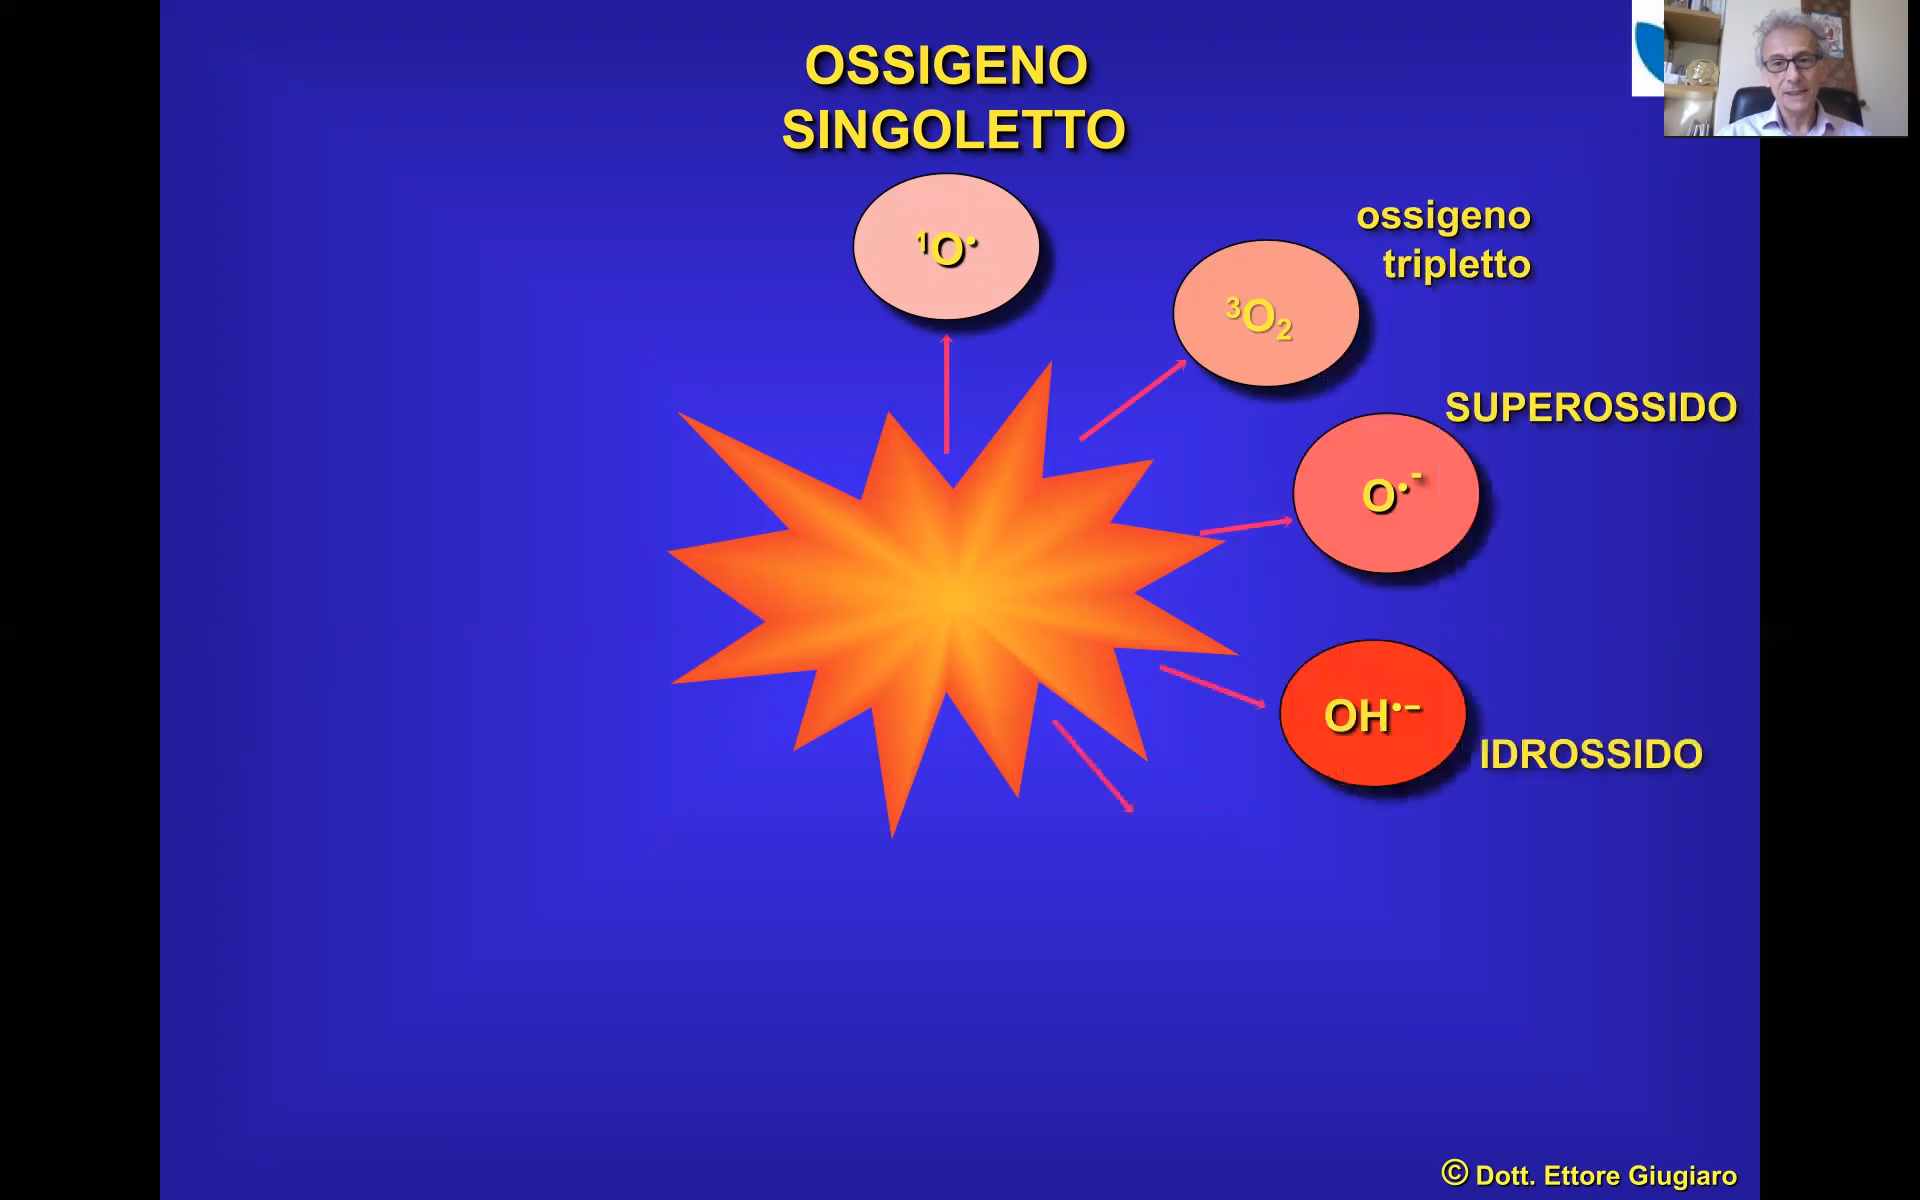 OSSIGENO
SINGOLETTO
¹O•
ossigeno
tripletto
³O₂
SUPEROSSIDO
O•-
OH•–
IDROSSIDO
© Dott. Ettore Giugiaro